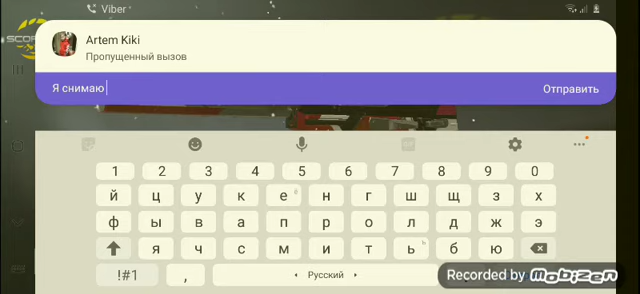 Viber
SCOR
Artem Kiki
Пропущенный вызов
Я снимаю
Отправить
1 2 3 4 5 6 7 8 9 0
й ц у к е н г ш щ з х
ф ы в а п р о л д ж э
я ч с м и т ь б ю
!#1 , Русский
Recorded by Mobizen